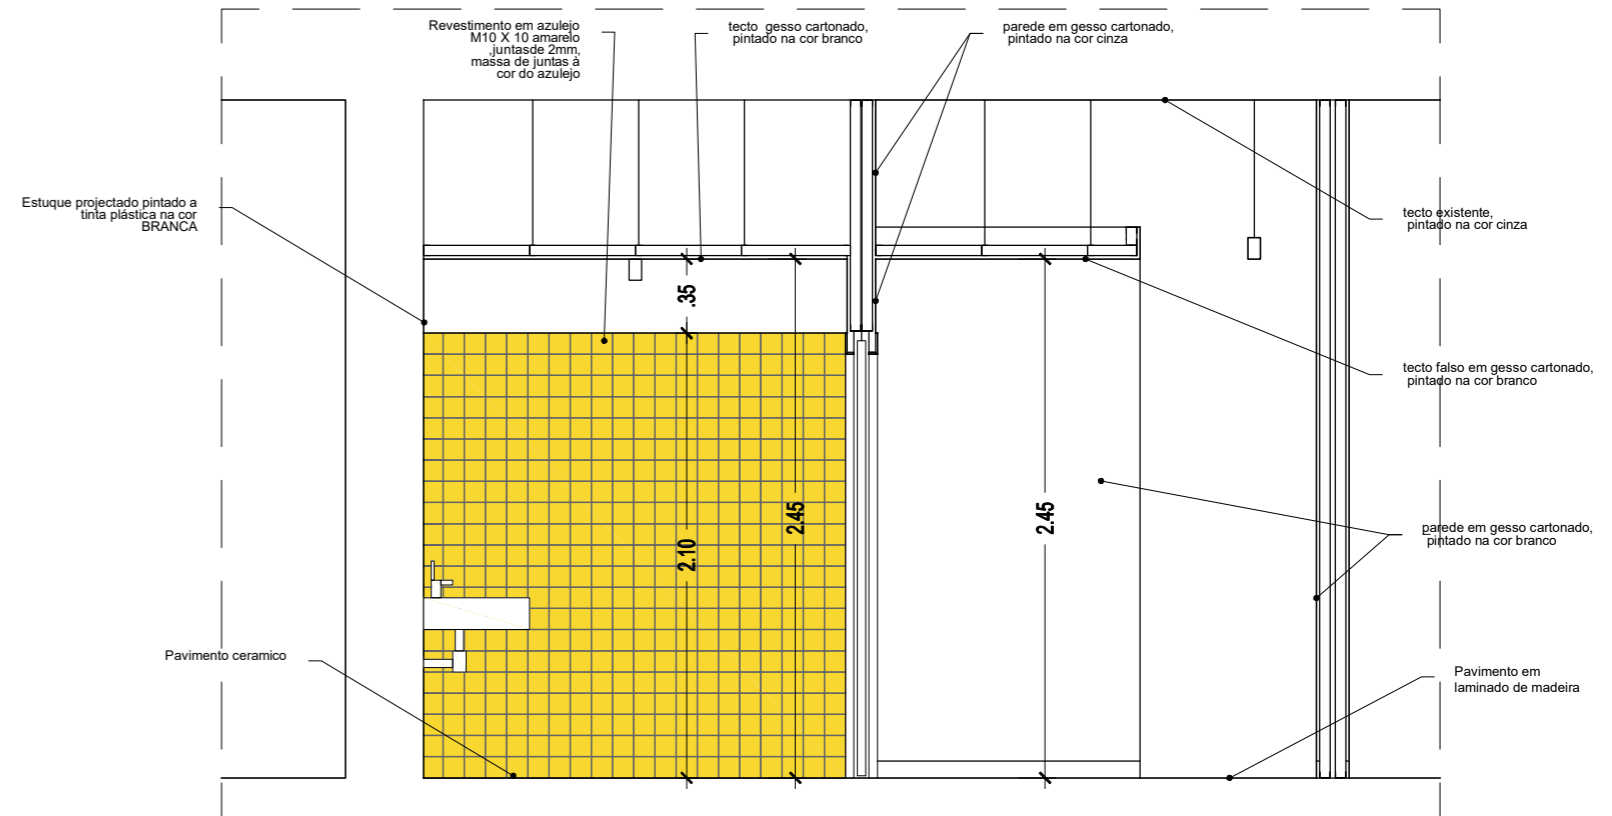 Revestimento em azulejo
M10 X 10 amarelo
,juntasde 2mm,
massa de juntas à
cor do azulejo
tecto gesso cartonado,
pintado na cor branco
parede em gesso cartonado,
pintado na cor cinza
Estuque projectado pintado a
tinta plástica na cor
BRANCA
tecto existente,
pintado na cor cinza
.35
tecto falso em gesso cartonado,
pintado na cor branco
2.10
2.45
2.45
parede em gesso cartonado,
pintado na cor branco
Pavimento ceramico
Pavimento em
laminado de madeira